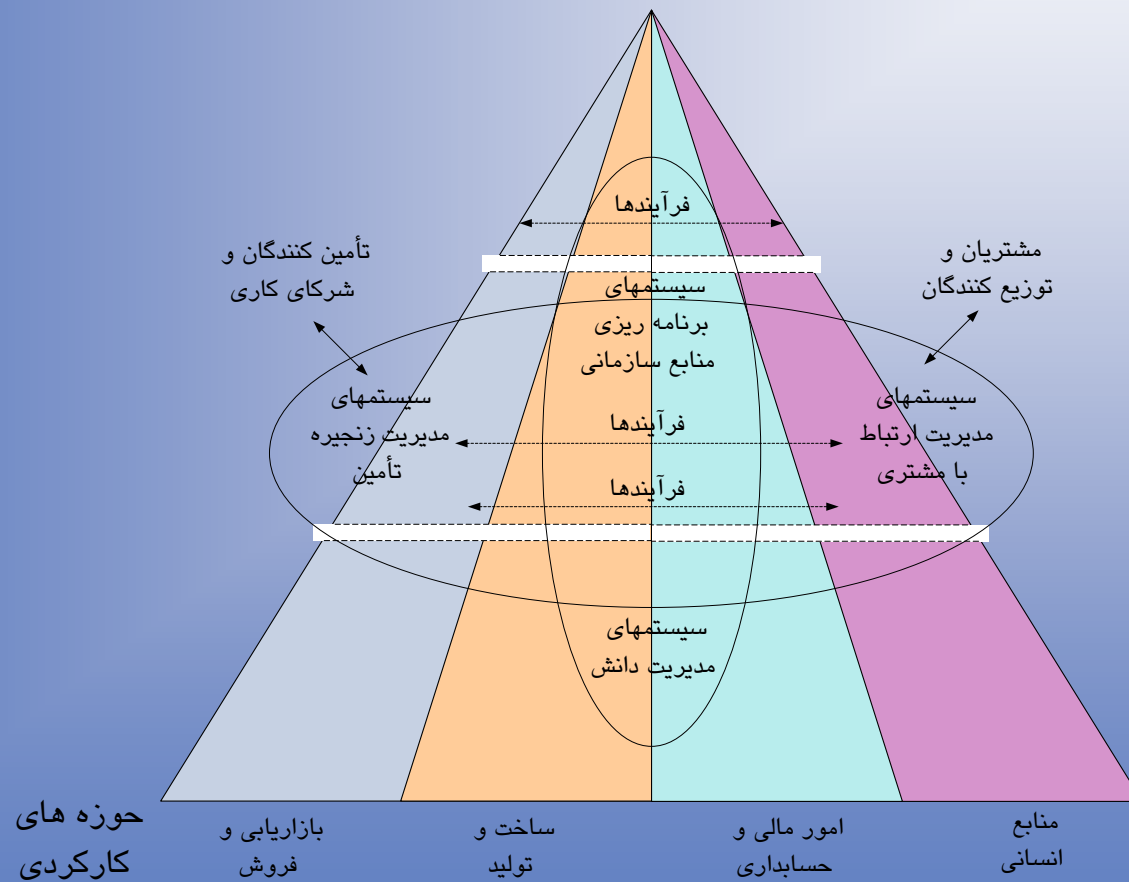 فرآیندها
مشتریان و
توزیع کنندگان
تأمین کنندگان و
شرکای کاری
سیستمهای
برنامه ریزی
منابع سازمانی
سیستمهای
مدیریت ارتباط
با مشتری
سیستمهای
مدیریت زنجیره
تأمین
فرآیندها
فرآیندها
سیستمهای
مدیریت دانش
حوزه های
کارکردی
بازاریابی و
فروش
ساخت و
تولید
امور مالی و
حسابداری
منابع
انسانی